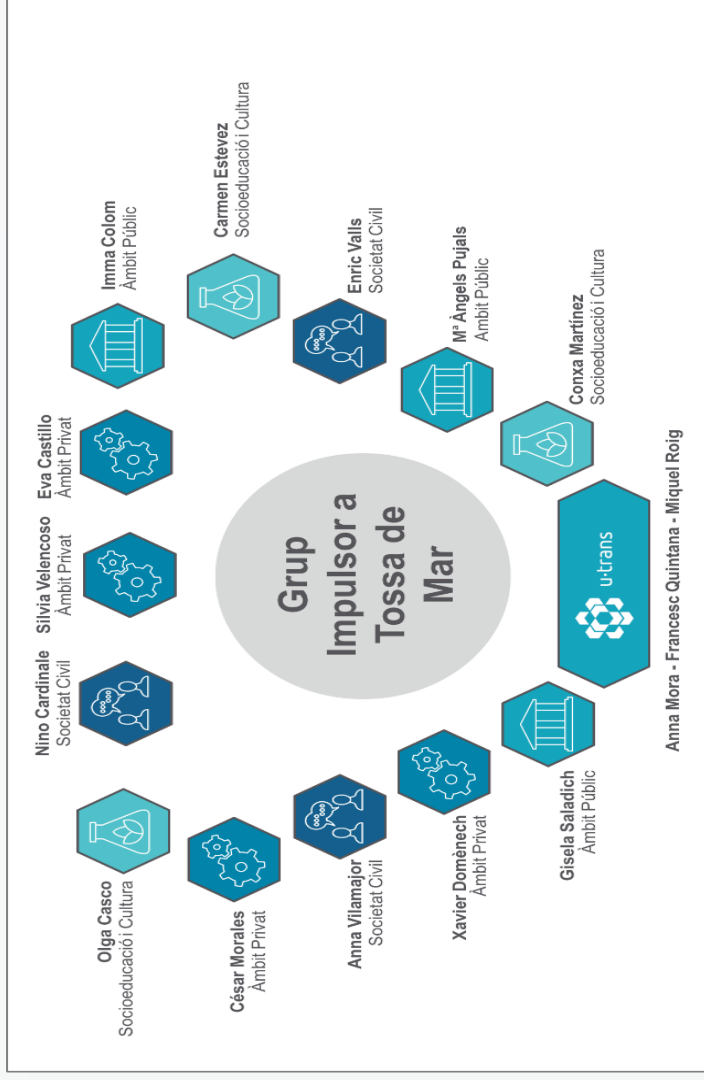 Nino Cardinale
Societat Civil
Silvia Velencoso
Àmbit Privat
Eva Castillo
Àmbit Privat
Imma Colom
Àmbit Públic
Olga Casco
Socioeducació i Cultura
Carmen Estevez
Socioeducació i Cultura
César Morales
Àmbit Privat
Enric Valls
Societat Civil
Grup
Impulsor a
Tossa de
Mar
Anna Vilamajor
Societat Civil
Mª Àngels Pujals
Àmbit Públic
Xavier Domènech
Àmbit Privat
Conxa Martínez
Socioeducació i Cultura
Gisela Saladich
Àmbit Públic
u·trans
Anna Mora - Francesc Quintana - Miquel Roig